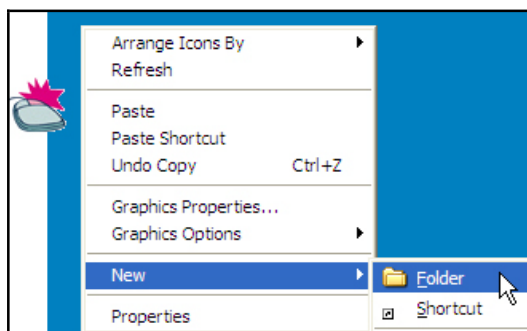 Arrange Icons By
Refresh
Paste
Paste Shortcut
Undo Copy Ctrl+Z
Graphics Properties...
Graphics Options
New
Folder
Shortcut
Properties